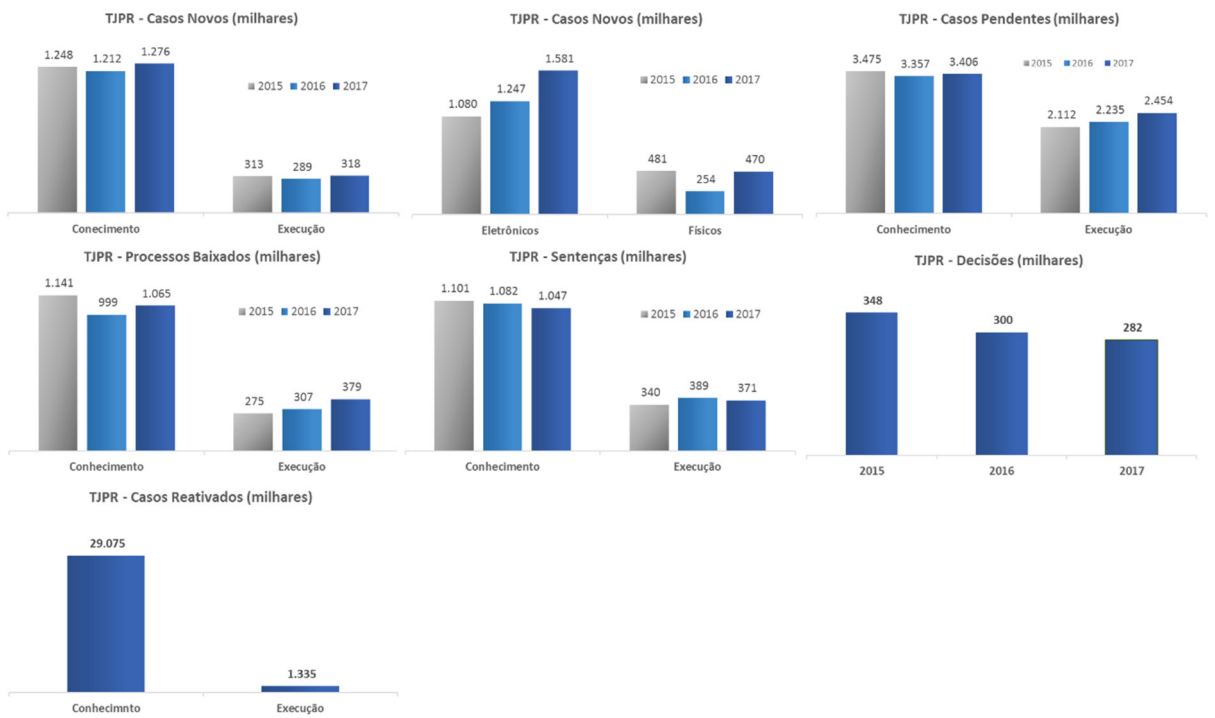 TJPR - Casos Novos (milhares)
1.248 1.212 1.276
2015 2016 2017
313 289 318
Conecimento Execução
TJPR - Casos Novos (milhares)
1.080 1.247 1.581
2015 2016 2017
481 254 470
Eletrônicos Físicos
TJPR - Casos Pendentes (milhares)
3.475 3.357 3.406
2015 2016 2017
2.112 2.235 2.454
Conhecimento Execução
TJPR - Processos Baixados (milhares)
1.141 999 1.065
2015 2016 2017
275 307 379
Conhecimento Execução
TJPR - Sentenças (milhares)
1.101 1.082 1.047
2015 2016 2017
340 389 371
Conhecimento Execução
TJPR - Decisões (milhares)
348 300 282
2015 2016 2017
TJPR - Casos Reativados (milhares)
29.075
1.335
Conhecimnto Execução